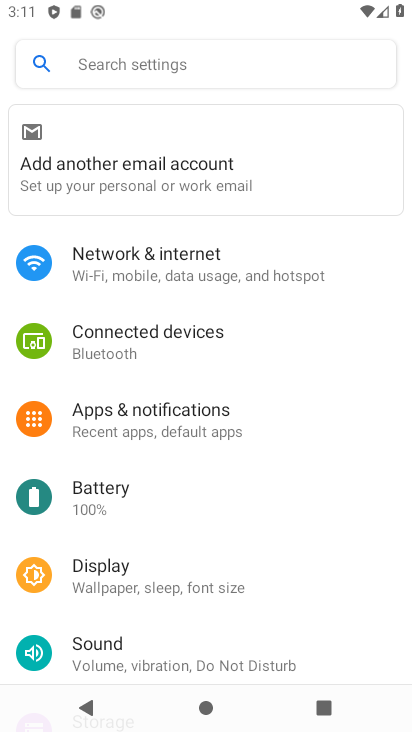 3:11
Search settings
Add another email account
Set up your personal or work email
Network & internet
Wi-Fi, mobile, data usage, and hotspot
Connected devices
Bluetooth
Apps & notifications
Recent apps, default apps
Battery
100%
Display
Wallpaper, sleep, font size
Sound
Volume, vibration, Do Not Disturb
Storage